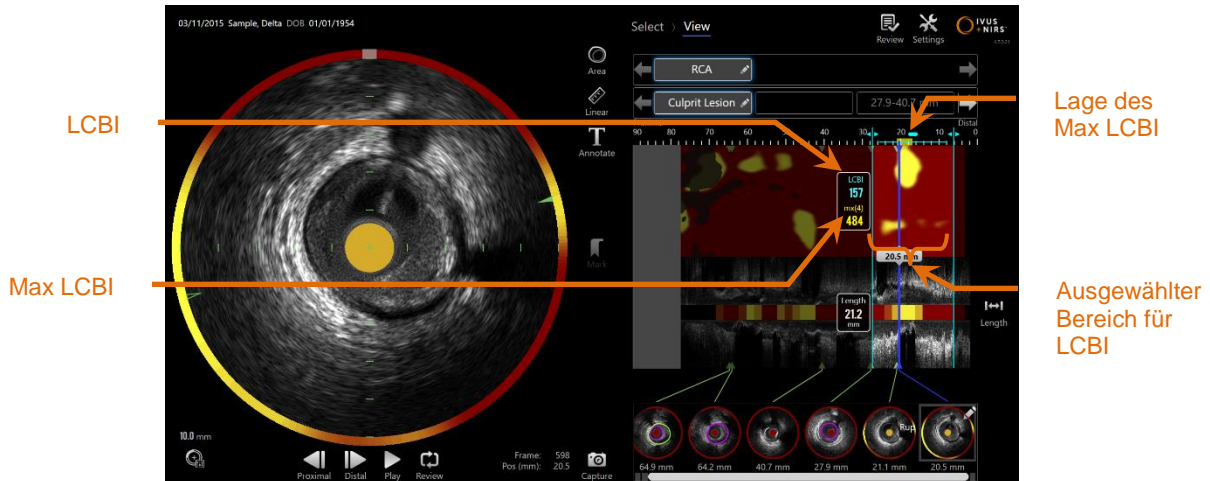 03/11/2015 Sample, Delta DOB 01/01/1954
Select > View
Review
Settings
IVUS
+NIRS
Area
Linear
T
Annotate
Mark
RCA
Culprit Lesion
27.9-40.7 mm
Distal
90 80 70 60 40 30 20 10 0
LCBI
157
mx(4)
484
20.5 mm
Length
21.2
mm
Length
Rup
64.9 mm 64.2 mm 40.7 mm 27.9 mm 21.1 mm 20.5 mm
10.0 mm
Proximal Distal Play Review
Frame: 598
Pos (mm): 20.5
Capture
LCBI
Max LCBI
Lage des
Max LCBI
Ausgewählter
Bereich für
LCBI